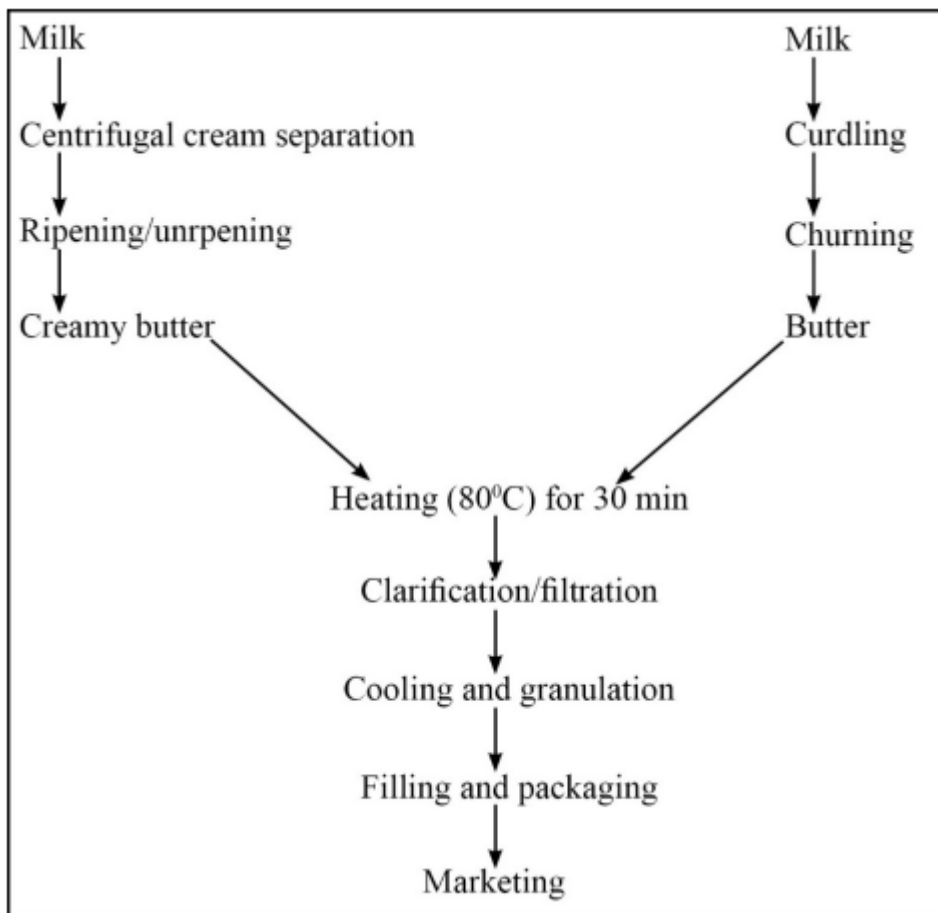 Milk
Centrifugal cream separation
Ripening/unrpening
Creamy butter
Milk
Curdling
Churning
Butter
Heating (80⁰C) for 30 min
Clarification/filtration
Cooling and granulation
Filling and packaging
Marketing